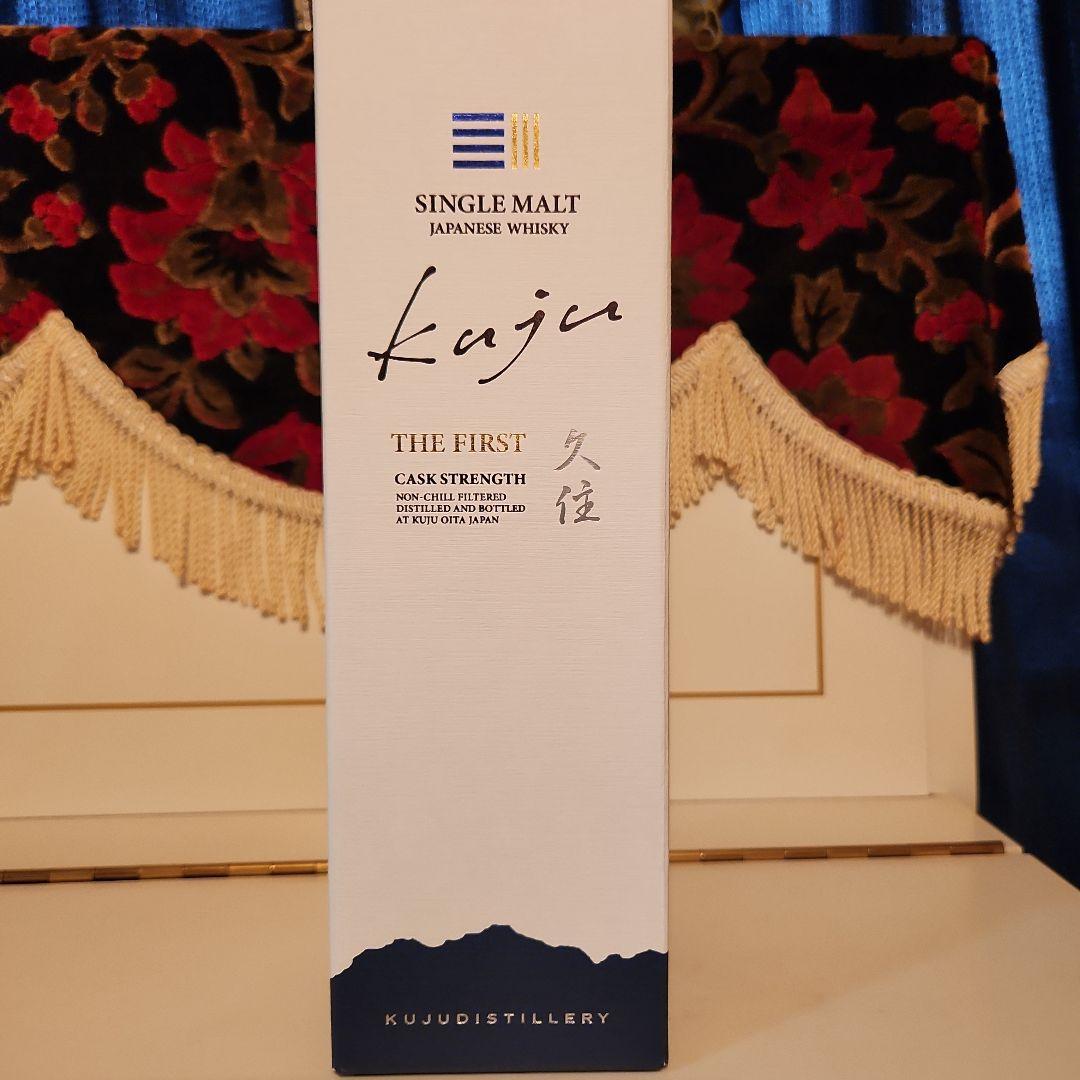 SINGLE MALT
JAPANESE WHISKY
kuju
THE FIRST
CASK STRENGTH
NON-CHILL FILTERED
DISTILLED AND BOTTLED
AT KUJU OITA JAPAN
久住
KUJUDISTILLERY